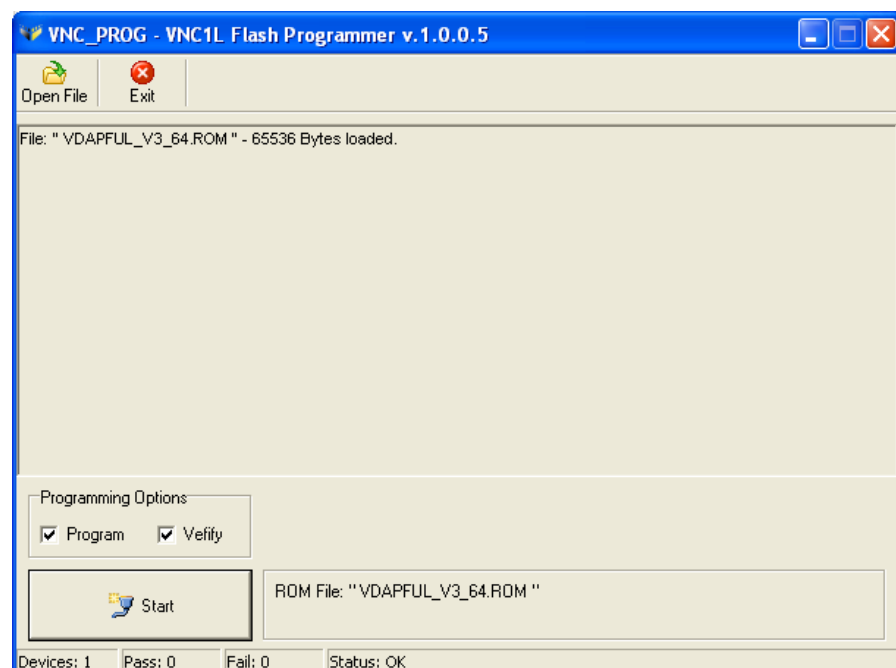 VNC_PROG - VNC1L Flash Programmer v.1.0.0.5
Open File Exit
File: " VDAPFUL_V3_64.ROM " - 65536 Bytes loaded.
Programming Options
Program Vefify
Start
ROM File: " VDAPFUL_V3_64.ROM "
Devices: 1 Pass: 0 Fail: 0 Status: OK